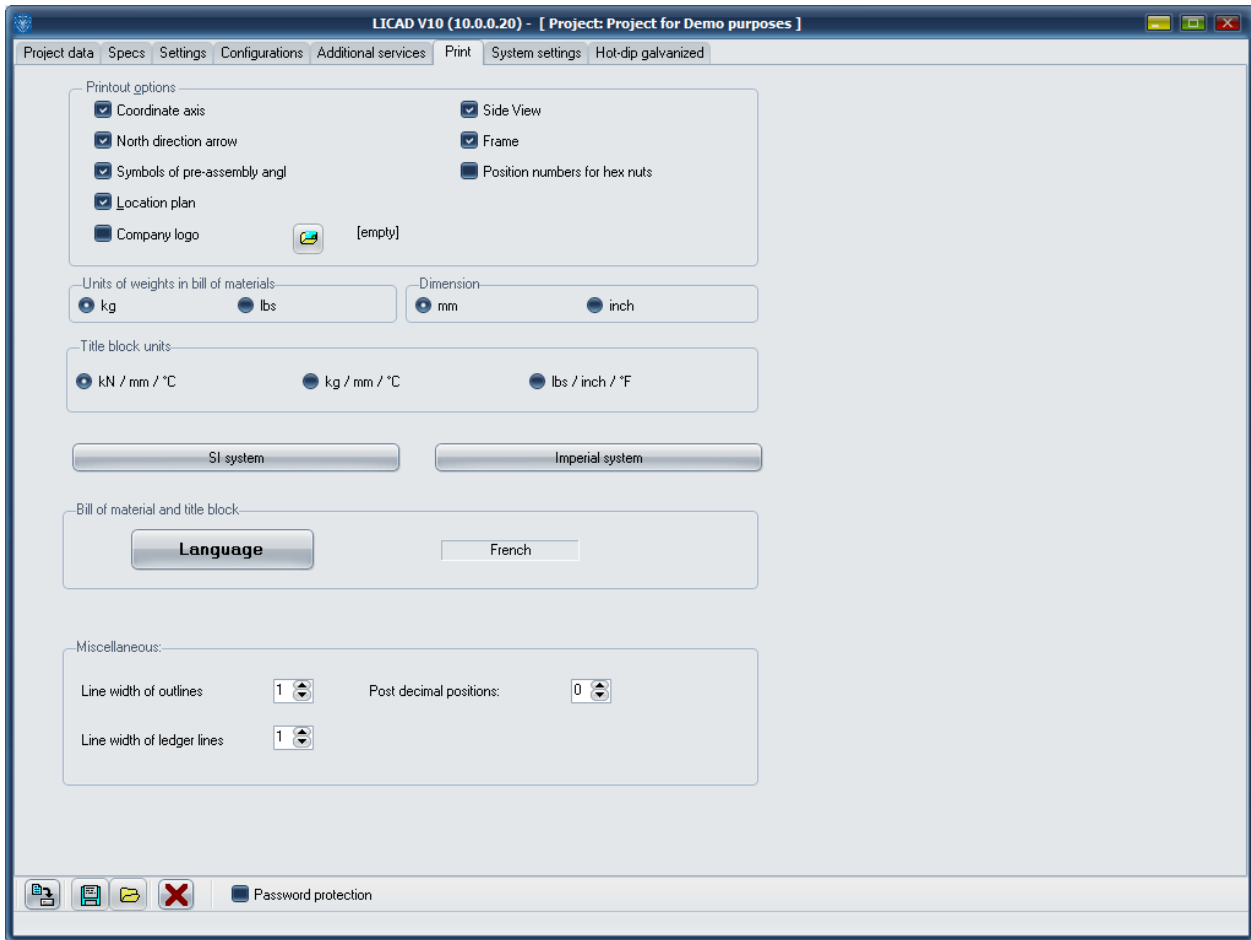 LICAD V10 (10.0.0.20) - [ Project: Project for Demo purposes ]
Project data Specs Settings Configurations Additional services Print System settings Hot-dip galvanized
Printout options
Coordinate axis Side View
North direction arrow Frame
Symbols of pre-assembly angl Position numbers for hex nuts
Location plan
Company logo [empty]
Units of weights in bill of materials Dimension
kg lbs mm inch
Title block units
kN / mm / °C kg / mm / °C lbs / inch / °F
SI system Imperial system
Bill of material and title block
Language French
Miscellaneous:
Line width of outlines 1 Post decimal positions: 0
Line width of ledger lines 1
Password protection